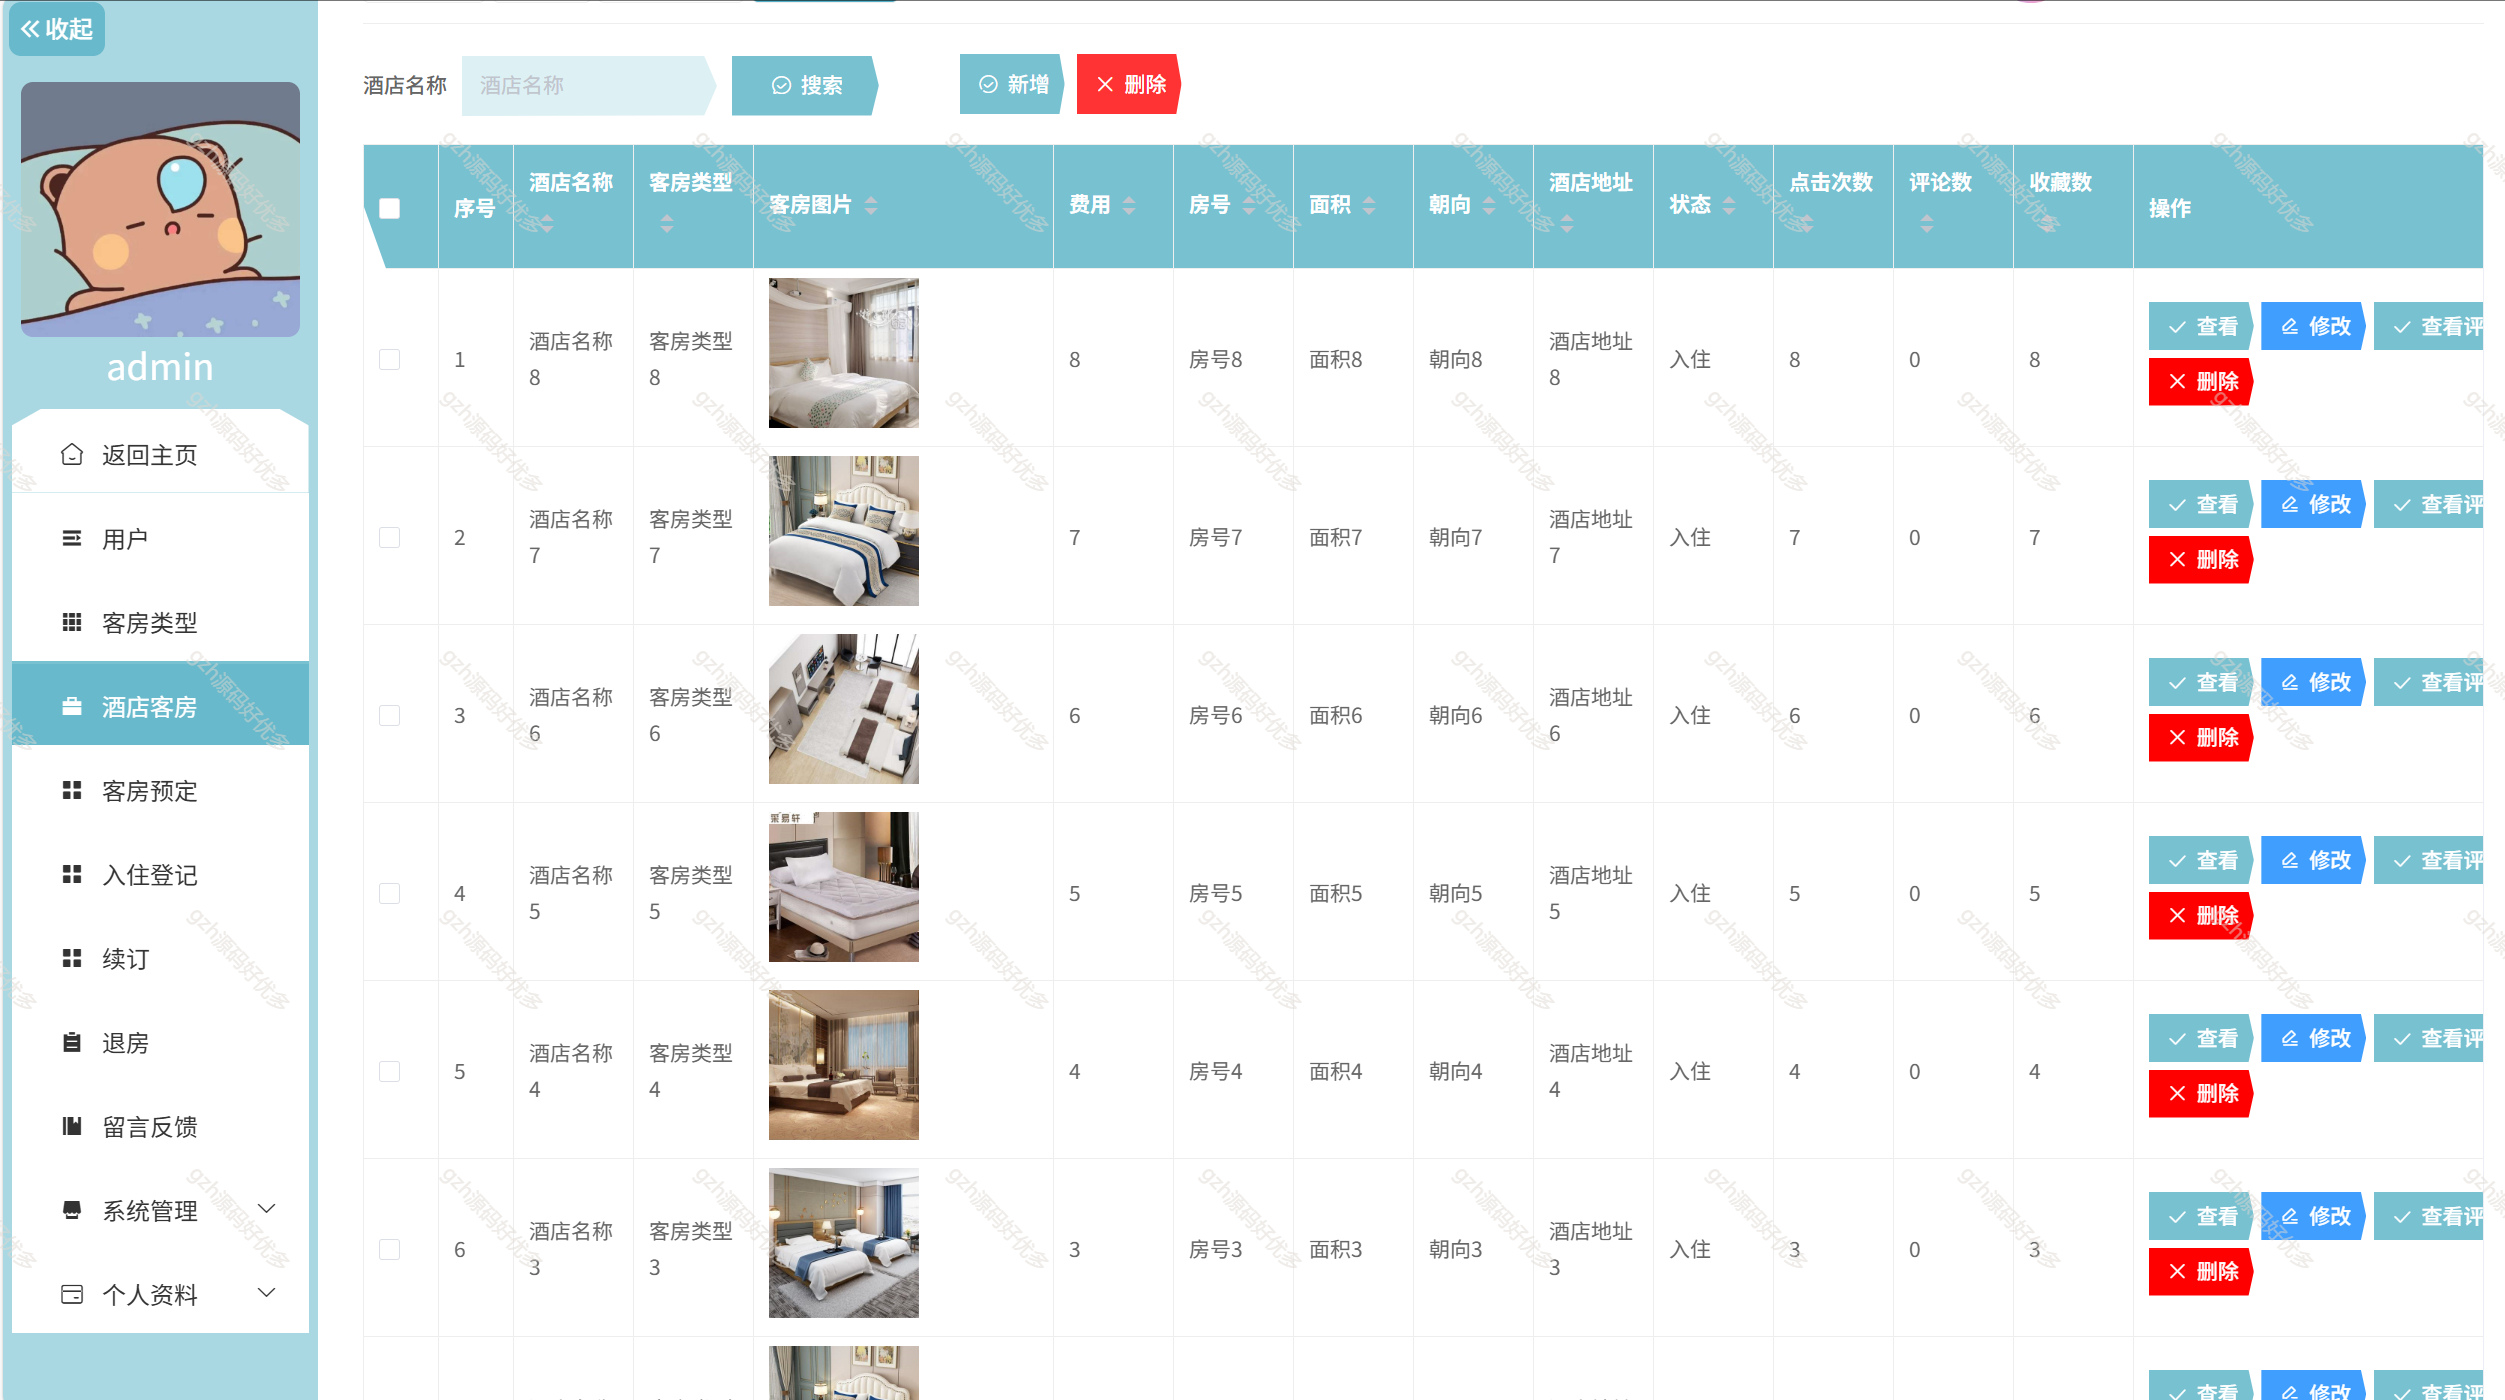 收起
admin
返回主页
用户
客房类型
酒店客房
客房预定
入住登记
续订
退房
留言反馈
系统管理
个人资料
酒店名称 酒店名称 搜索 新增 删除
序号 酒店名称 客房类型 客房图片 费用 房号 面积 朝向 酒店地址 状态 点击次数 评论数 收藏数 操作
1 酒店名称8 客房类型8 8 房号8 面积8 朝向8 酒店地址8 入住 8 0 8 查看 修改 查看评
删除
2 酒店名称7 客房类型7 7 房号7 面积7 朝向7 酒店地址7 入住 7 0 7 查看 修改 查看评
删除
3 酒店名称6 客房类型6 6 房号6 面积6 朝向6 酒店地址6 入住 6 0 6 查看 修改 查看评
删除
4 酒店名称5 客房类型5 5 房号5 面积5 朝向5 酒店地址5 入住 5 0 5 查看 修改 查看评
删除
5 酒店名称4 客房类型4 4 房号4 面积4 朝向4 酒店地址4 入住 4 0 4 查看 修改 查看评
删除
6 酒店名称3 客房类型3 3 房号3 面积3 朝向3 酒店地址3 入住 3 0 3 查看 修改 查看评
删除
查看 修改 查看评
gzh源码好优多